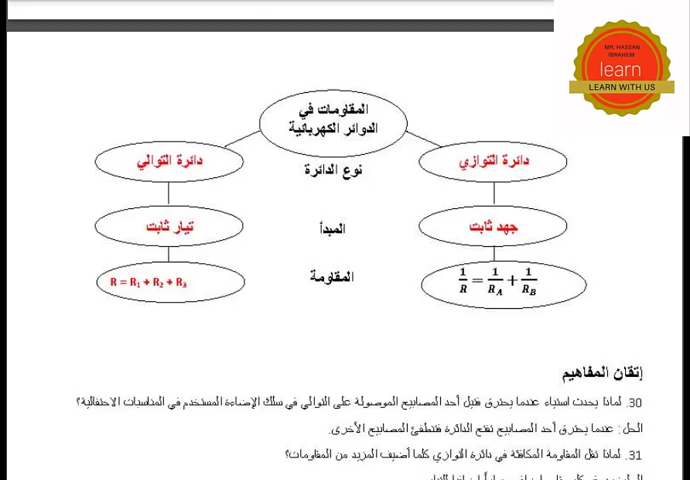 MR. HASSAN
IBRAHEM
learn
LEARN WITH US
المقاومات في
الدوائر الكهربائية
دائرة التوالي
نوع الدائرة
دائرة التوازي
تيار ثابت
المبدأ
جهد ثابت
R = R₁ + R₂ + R₃
المقاومة
1/R = 1/R_A + 1/R_B
إتقان المفاهيم
30. لماذا يحدث استياء عندما يحترق فتيل أحد المصابيح الموصولة على التوالي في سلك الإضاءة المستخدم في المناسبات الاحتفالية؟
الحل: عندما يحترق أحد المصابيح تفتح الدائرة فتنطفئ المصابيح الأخرى.
31. لماذا تقل المقاومة المكافئة في دائرة التوازي كلما أضيف المزيد من المقاومات؟